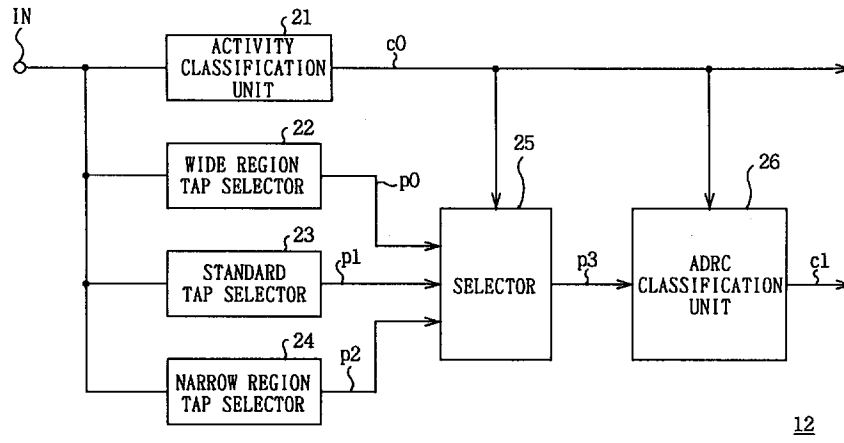 IN
21
ACTIVITY
CLASSIFICATION
UNIT
c0
22
WIDE REGION
TAP SELECTOR
p0
23
STANDARD
TAP SELECTOR
p1
24
NARROW REGION
TAP SELECTOR
p2
25
SELECTOR
p3
26
ADRC
CLASSIFICATION
UNIT
c1
12